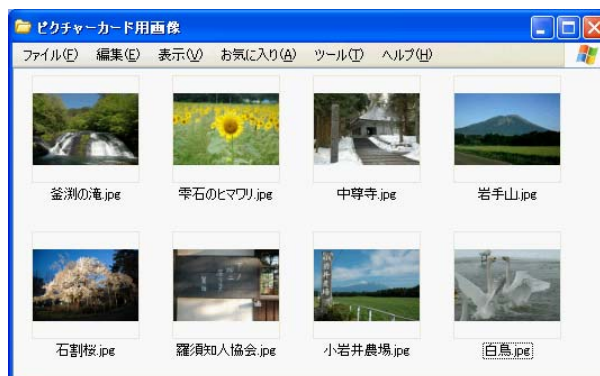 ピクチャーカード用画像
ファイル(F) 編集(E) 表示(V) お気に入り(A) ツール(T) ヘルプ(H)
釜渕の滝.jpg 雫石のヒマワリ.jpg 中尊寺.jpg 岩手山.jpg
石割桜.jpg 羅須知人協会.jpg 小岩井農場.jpg 白鳥.jpg